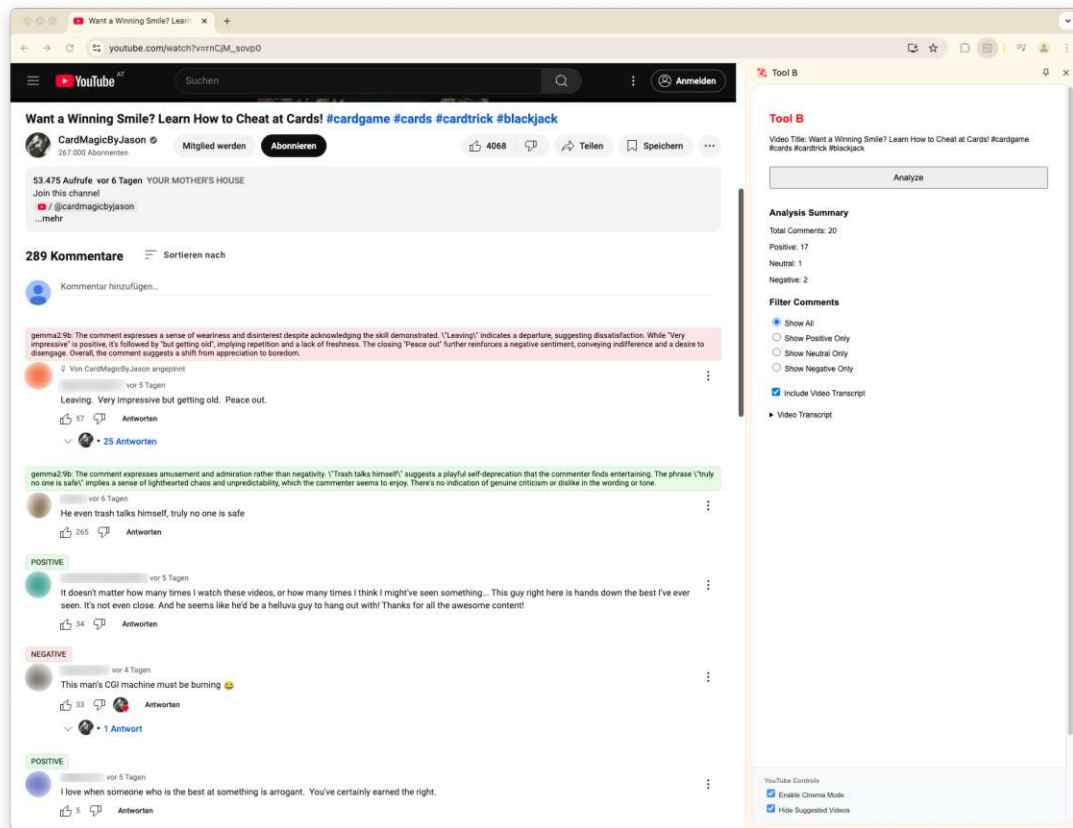 Want a Winning Smile? Learn
youtube.com/watch?v=rnCjM_sovp0
YouTube AT
Suchen
Anmelden
Want a Winning Smile? Learn How to Cheat at Cards! #cardgame #cards #cardtrick #blackjack
CardMagicByJason
267.000 Abonnenten
Mitglied werden
Abonnieren
4068
Teilen
Speichern
53.475 Aufrufe vor 6 Tagen YOUR MOTHER'S HOUSE
Join this channel
/ @cardmagicbyjason
...mehr
289 Kommentare
Sortieren nach
Kommentar hinzufügen...
gemma2:9b: The comment expresses a sense of weariness and disinterest despite acknowledging the skill demonstrated. \"Leaving\" indicates a departure, suggesting dissatisfaction. While "Very
impressive" is positive, it's followed by "but getting old", implying repetition and a lack of freshness. The closing "Peace out" further reinforces a negative sentiment, conveying indifference and a desire to
disengage. Overall, the comment suggests a shift from appreciation to boredom.
Von CardMagicByJason angepinnt
vor 5 Tagen
Leaving. Very impressive but getting old. Peace out.
57
Antworten
• 25 Antworten
gemma2:9b: The comment expresses amusement and admiration rather than negativity. \"Trash talks himself\" suggests a playful self-deprecation that the commenter finds entertaining. The phrase \"truly
no one is safe\" implies a sense of lighthearted chaos and unpredictability, which the commenter seems to enjoy. There's no indication of genuine criticism or dislike in the wording or tone.
vor 6 Tagen
He even trash talks himself, truly no one is safe
265
Antworten
POSITIVE
vor 5 Tagen
It doesn't matter how many times I watch these videos, or how many times I think I might've seen something... This guy right here is hands down the best I've ever
seen. It's not even close. And he seems like he'd be a helluva guy to hang out with! Thanks for all the awesome content!
34
Antworten
NEGATIVE
vor 4 Tagen
This man's CGI machine must be burning 😂
33
Antworten
• 1 Antwort
POSITIVE
vor 5 Tagen
I love when someone who is the best at something is arrogant. You've certainly earned the right.
5
Antworten
Tool B
Tool B
Video Title: Want a Winning Smile? Learn How to Cheat at Cards! #cardgame
#cards #cardtrick #blackjack
Analyze
Analysis Summary
Total Comments: 20
Positive: 17
Neutral: 1
Negative: 2
Filter Comments
Show All
Show Positive Only
Show Neutral Only
Show Negative Only
Include Video Transcript
Video Transcript
YouTube Controls
Enable Cinema Mode
Hide Suggested Videos